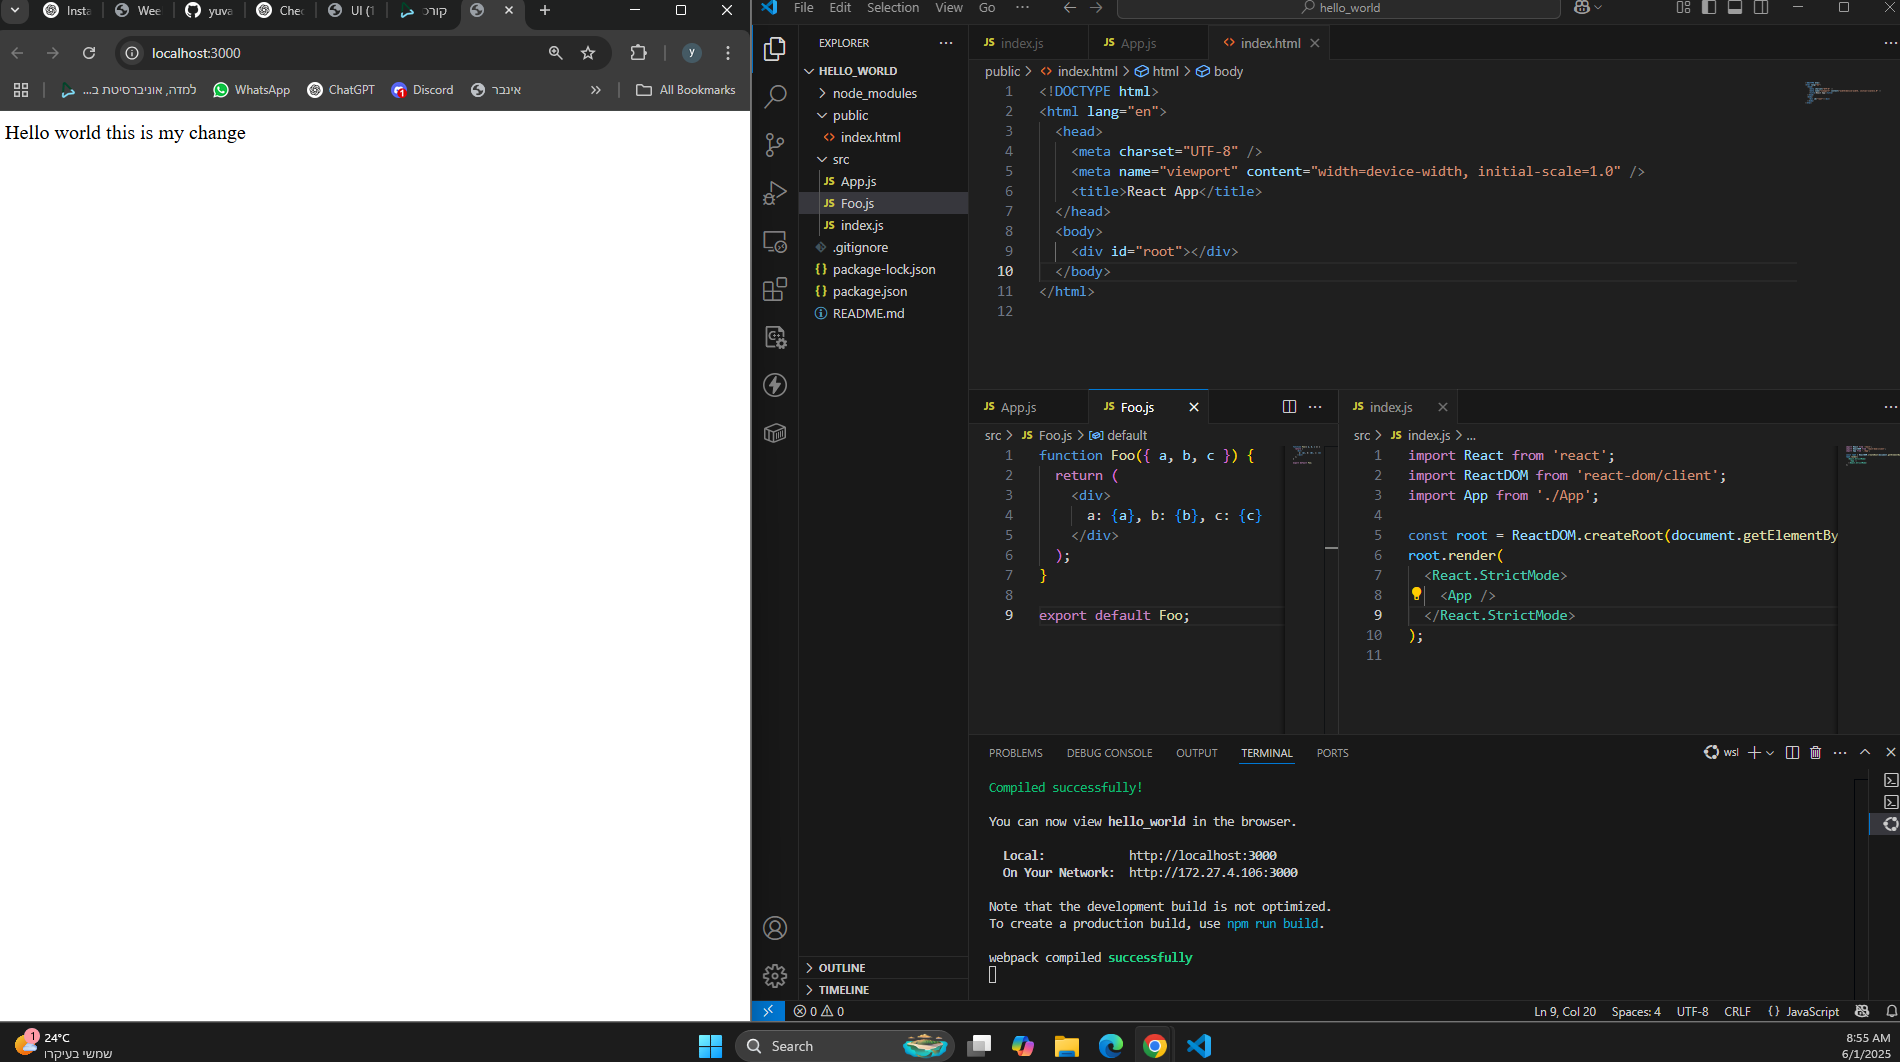 Insta
Wee
yuva
Chec
UI (1
קורס
localhost:3000
y
למדה, אוניברסיטת ב...
WhatsApp
ChatGPT
Discord
אינבר
All Bookmarks
Hello world this is my change
File Edit Selection View Go ...
hello_world
EXPLORER
HELLO_WORLD
node_modules
public
index.html
src
App.js
Foo.js
index.js
.gitignore
package-lock.json
package.json
README.md
OUTLINE
TIMELINE
JS index.js
JS App.js
index.html
public > index.html > html > body
1 <!DOCTYPE html>
2 <html lang="en">
3 <head>
4 <meta charset="UTF-8" />
5 <meta name="viewport" content="width=device-width, initial-scale=1.0" />
6 <title>React App</title>
7 </head>
8 <body>
9 <div id="root"></div>
10 </body>
11 </html>
12
JS App.js
JS Foo.js
src > JS Foo.js > default
1 function Foo({ a, b, c }) {
2 return (
3 <div>
4 a: {a}, b: {b}, c: {c}
5 </div>
6 );
7 }
8
9 export default Foo;
JS index.js
src > JS index.js > ...
1 import React from 'react';
2 import ReactDOM from 'react-dom/client';
3 import App from './App';
4
5 const root = ReactDOM.createRoot(document.getElementBy
6 root.render(
7 <React.StrictMode>
8 <App />
9 </React.StrictMode>
10 );
11
PROBLEMS DEBUG CONSOLE OUTPUT TERMINAL PORTS
wsl
Compiled successfully!
You can now view hello_world in the browser.
Local: http://localhost:3000
On Your Network: http://172.27.4.106:3000
Note that the development build is not optimized.
To create a production build, use npm run build.
webpack compiled successfully
0 0
Ln 9, Col 20 Spaces: 4 UTF-8 CRLF {} JavaScript
1
24°C
שמשי בעיקרו
Search
8:55 AM
6/1/2025